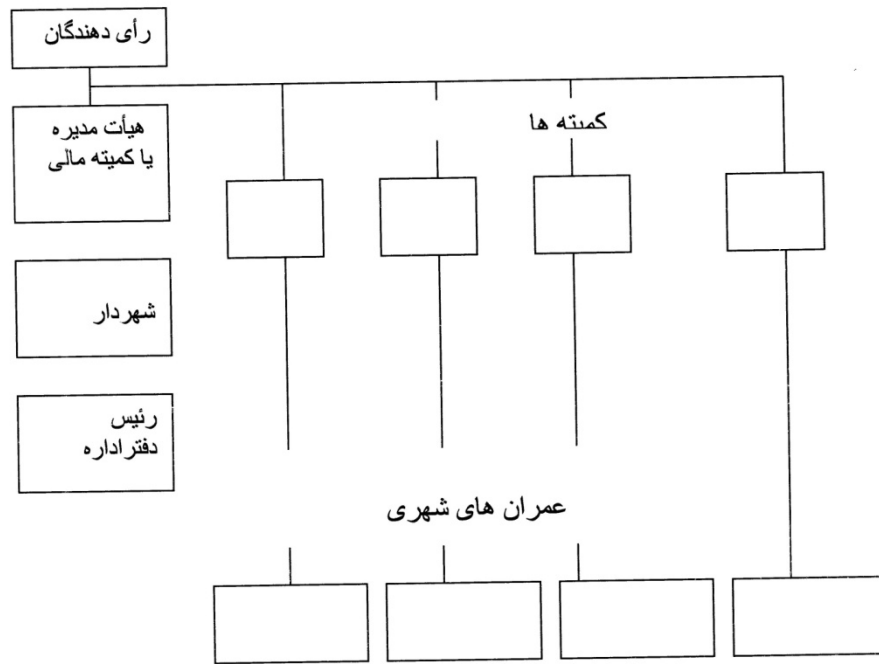 رأی دهندگان
هیأت مدیره
یا کمیته مالی
کمیته ها
شهردار
رئیس
دفتر اداره
عمران های شهری